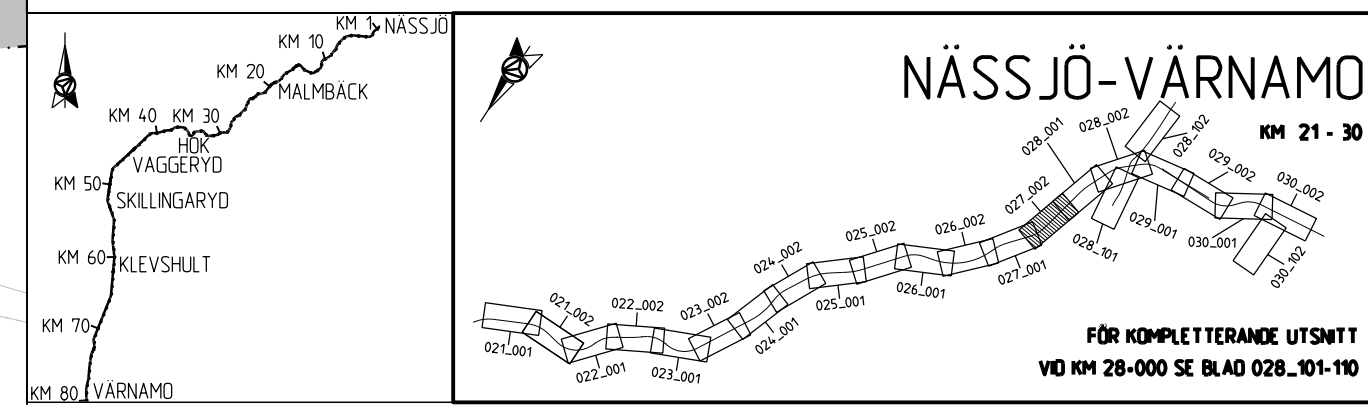 KM 1
NÄSSJÖ
KM 10
KM 20
MALMBÄCK
KM 40
KM 30
HOK
VAGGERYD
KM 50
SKILLINGARYD
KM 60
KLEVSHULT
KM 70
KM 80
VÄRNAMO
NÄSSJÖ-VÄRNAMO
KM 21 - 30
028_001
028_002
028_102
029_002
030_002
027_002
026_002
025_002
024_002
023_002
022_002
021_002
021_001
022_001
023_001
024_001
025_001
026_001
027_001
028_101
029_001
030_001
030_102
FÖR KOMPLETTERANDE UTSNITT
VID KM 28+000 SE BLAD 028_101-110